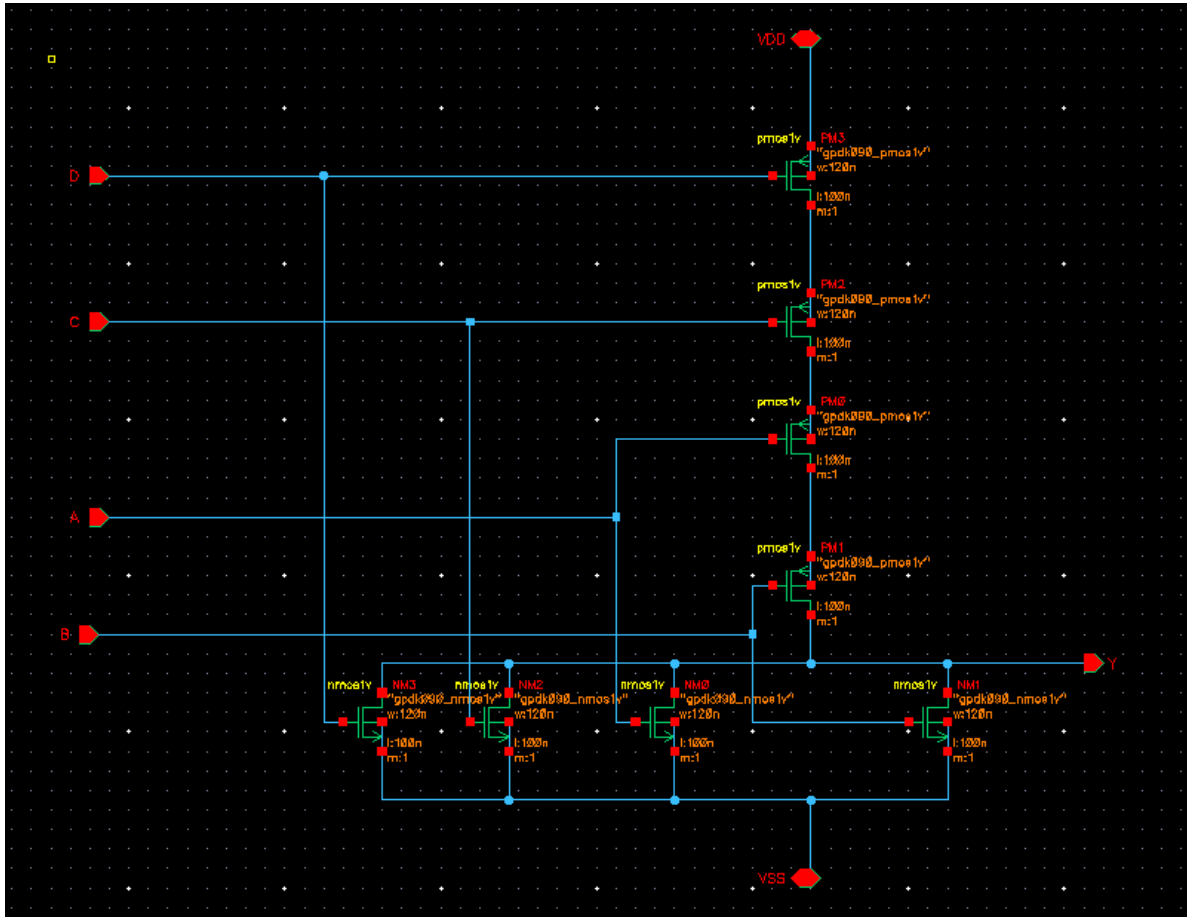 VDD
pmos1v PM3
"gpdk090_pmos1v"
w:120n
l:100n
m:1
D
pmos1v PM2
"gpdk090_pmos1v"
w:120n
l:100n
m:1
C
pmos1v PM0
"gpdk090_pmos1v"
w:120n
l:100n
m:1
A
pmos1v PM1
"gpdk090_pmos1v"
w:120n
l:100n
m:1
B
Y
nmos1v NM3 nmos1v NM2 nmos1v NM0 nmos1v NM1
"gpdk090_nmos1v" "gpdk090_nmos1v" "gpdk090_nmos1v" "gpdk090_nmos1v"
w:120n w:120n w:120n w:120n
l:100n l:100n l:100n l:100n
m:1 m:1 m:1 m:1
VSS